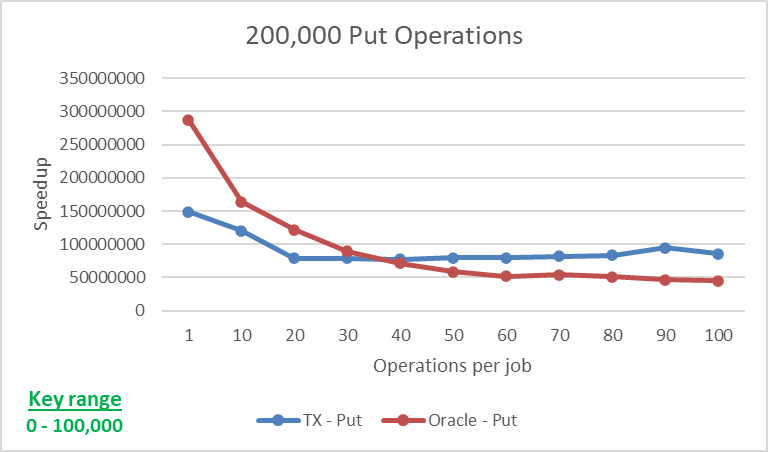 200,000 Put Operations
350000000
300000000
250000000
200000000
150000000
100000000
50000000
0
Speedup
1 10 20 30 40 50 60 70 80 90 100
Operations per job
Key range
0 - 100,000
TX - Put Oracle - Put